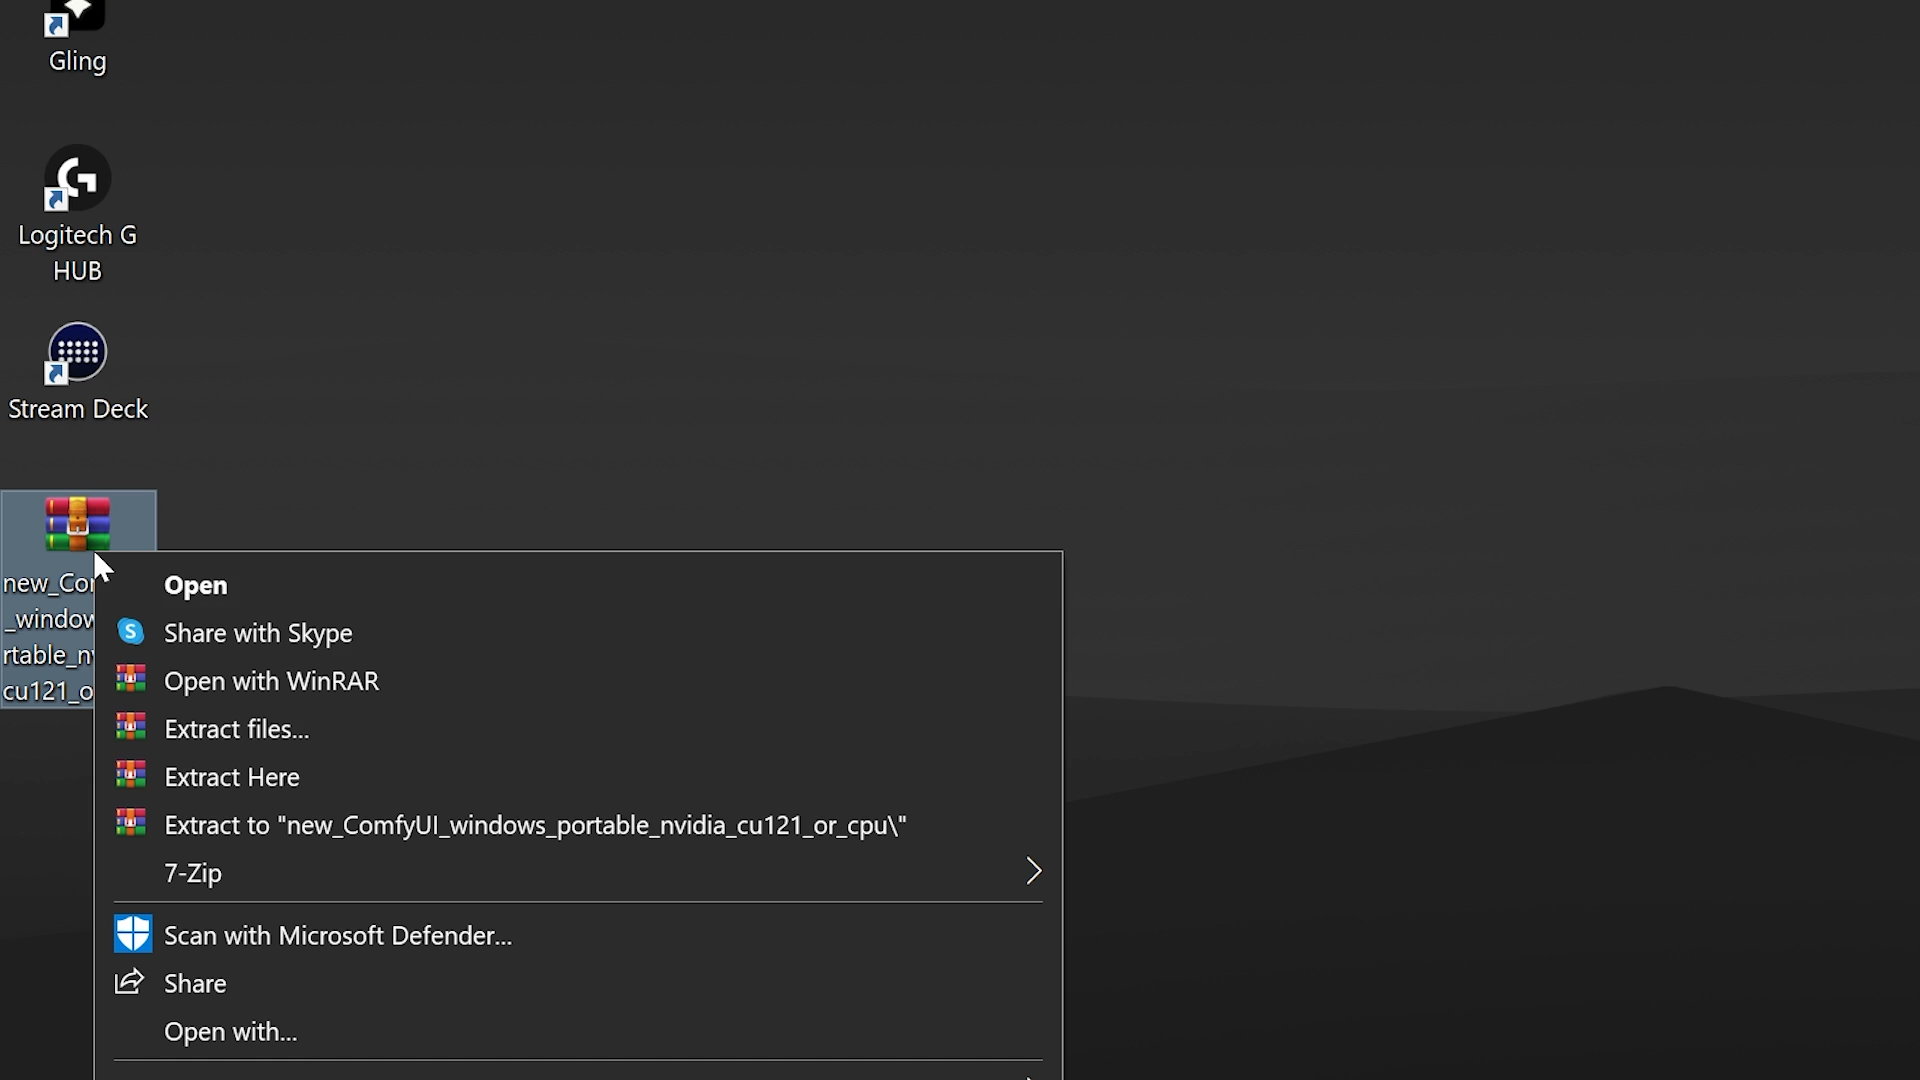 Gling
Logitech G
HUB
Stream Deck
new_Co
_window
rtable_n
cu121_o
Open
Share with Skype
Open with WinRAR
Extract files...
Extract Here
Extract to "new_ComfyUI_windows_portable_nvidia_cu121_or_cpu\"
7-Zip
Scan with Microsoft Defender...
Share
Open with...